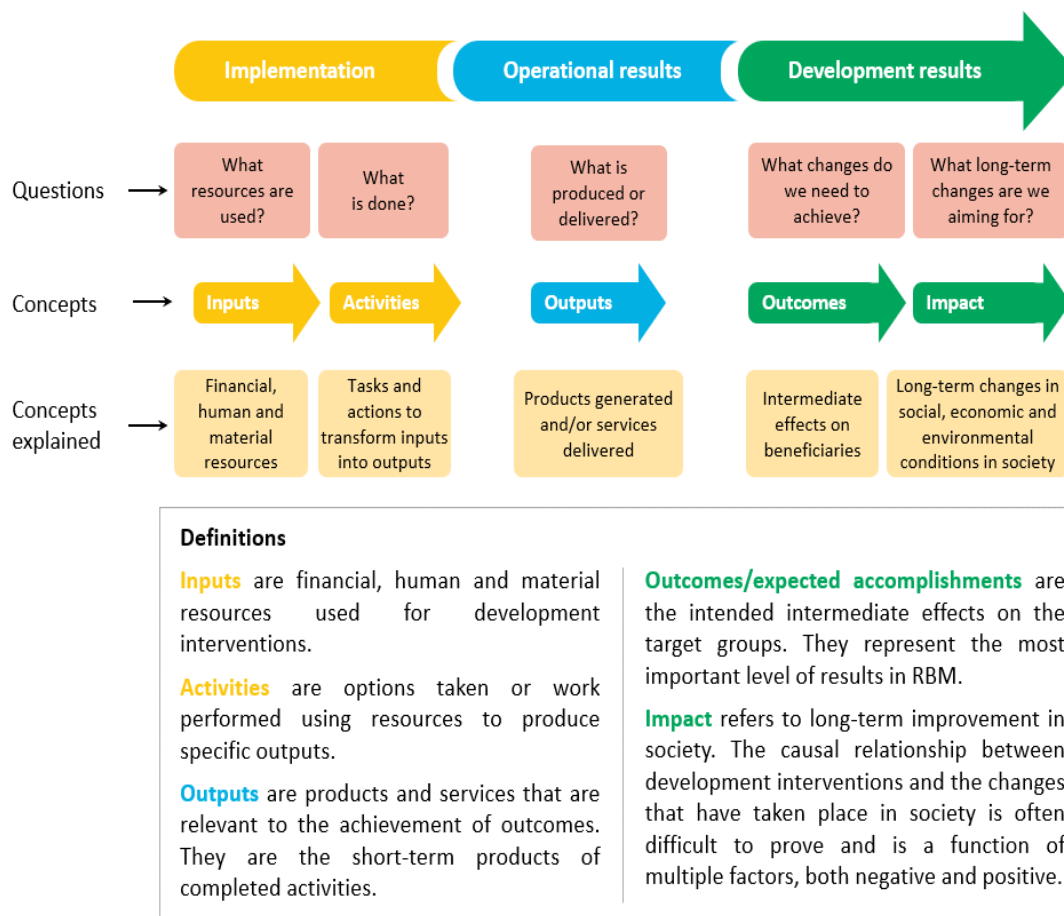 Implementation
Operational results
Development results
Questions
What
resources are
used?
What
is done?
What is
produced or
delivered?
What changes do
we need to
achieve?
What long-term
changes are we
aiming for?
Concepts
Inputs
Activities
Outputs
Outcomes
Impact
Concepts
explained
Financial,
human and
material
resources
Tasks and
actions to
transform inputs
into outputs
Products generated
and/or services
delivered
Intermediate
effects on
beneficiaries
Long-term changes in
social, economic and
environmental
conditions in society
Definitions
Inputs are financial, human and material
resources used for development
interventions.
Activities are options taken or work
performed using resources to produce
specific outputs.
Outputs are products and services that are
relevant to the achievement of outcomes.
They are the short-term products of
completed activities.
Outcomes/expected accomplishments are
the intended intermediate effects on the
target groups. They represent the most
important level of results in RBM.
Impact refers to long-term improvement in
society. The causal relationship between
development interventions and the changes
that have taken place in society is often
difficult to prove and is a function of
multiple factors, both negative and positive.